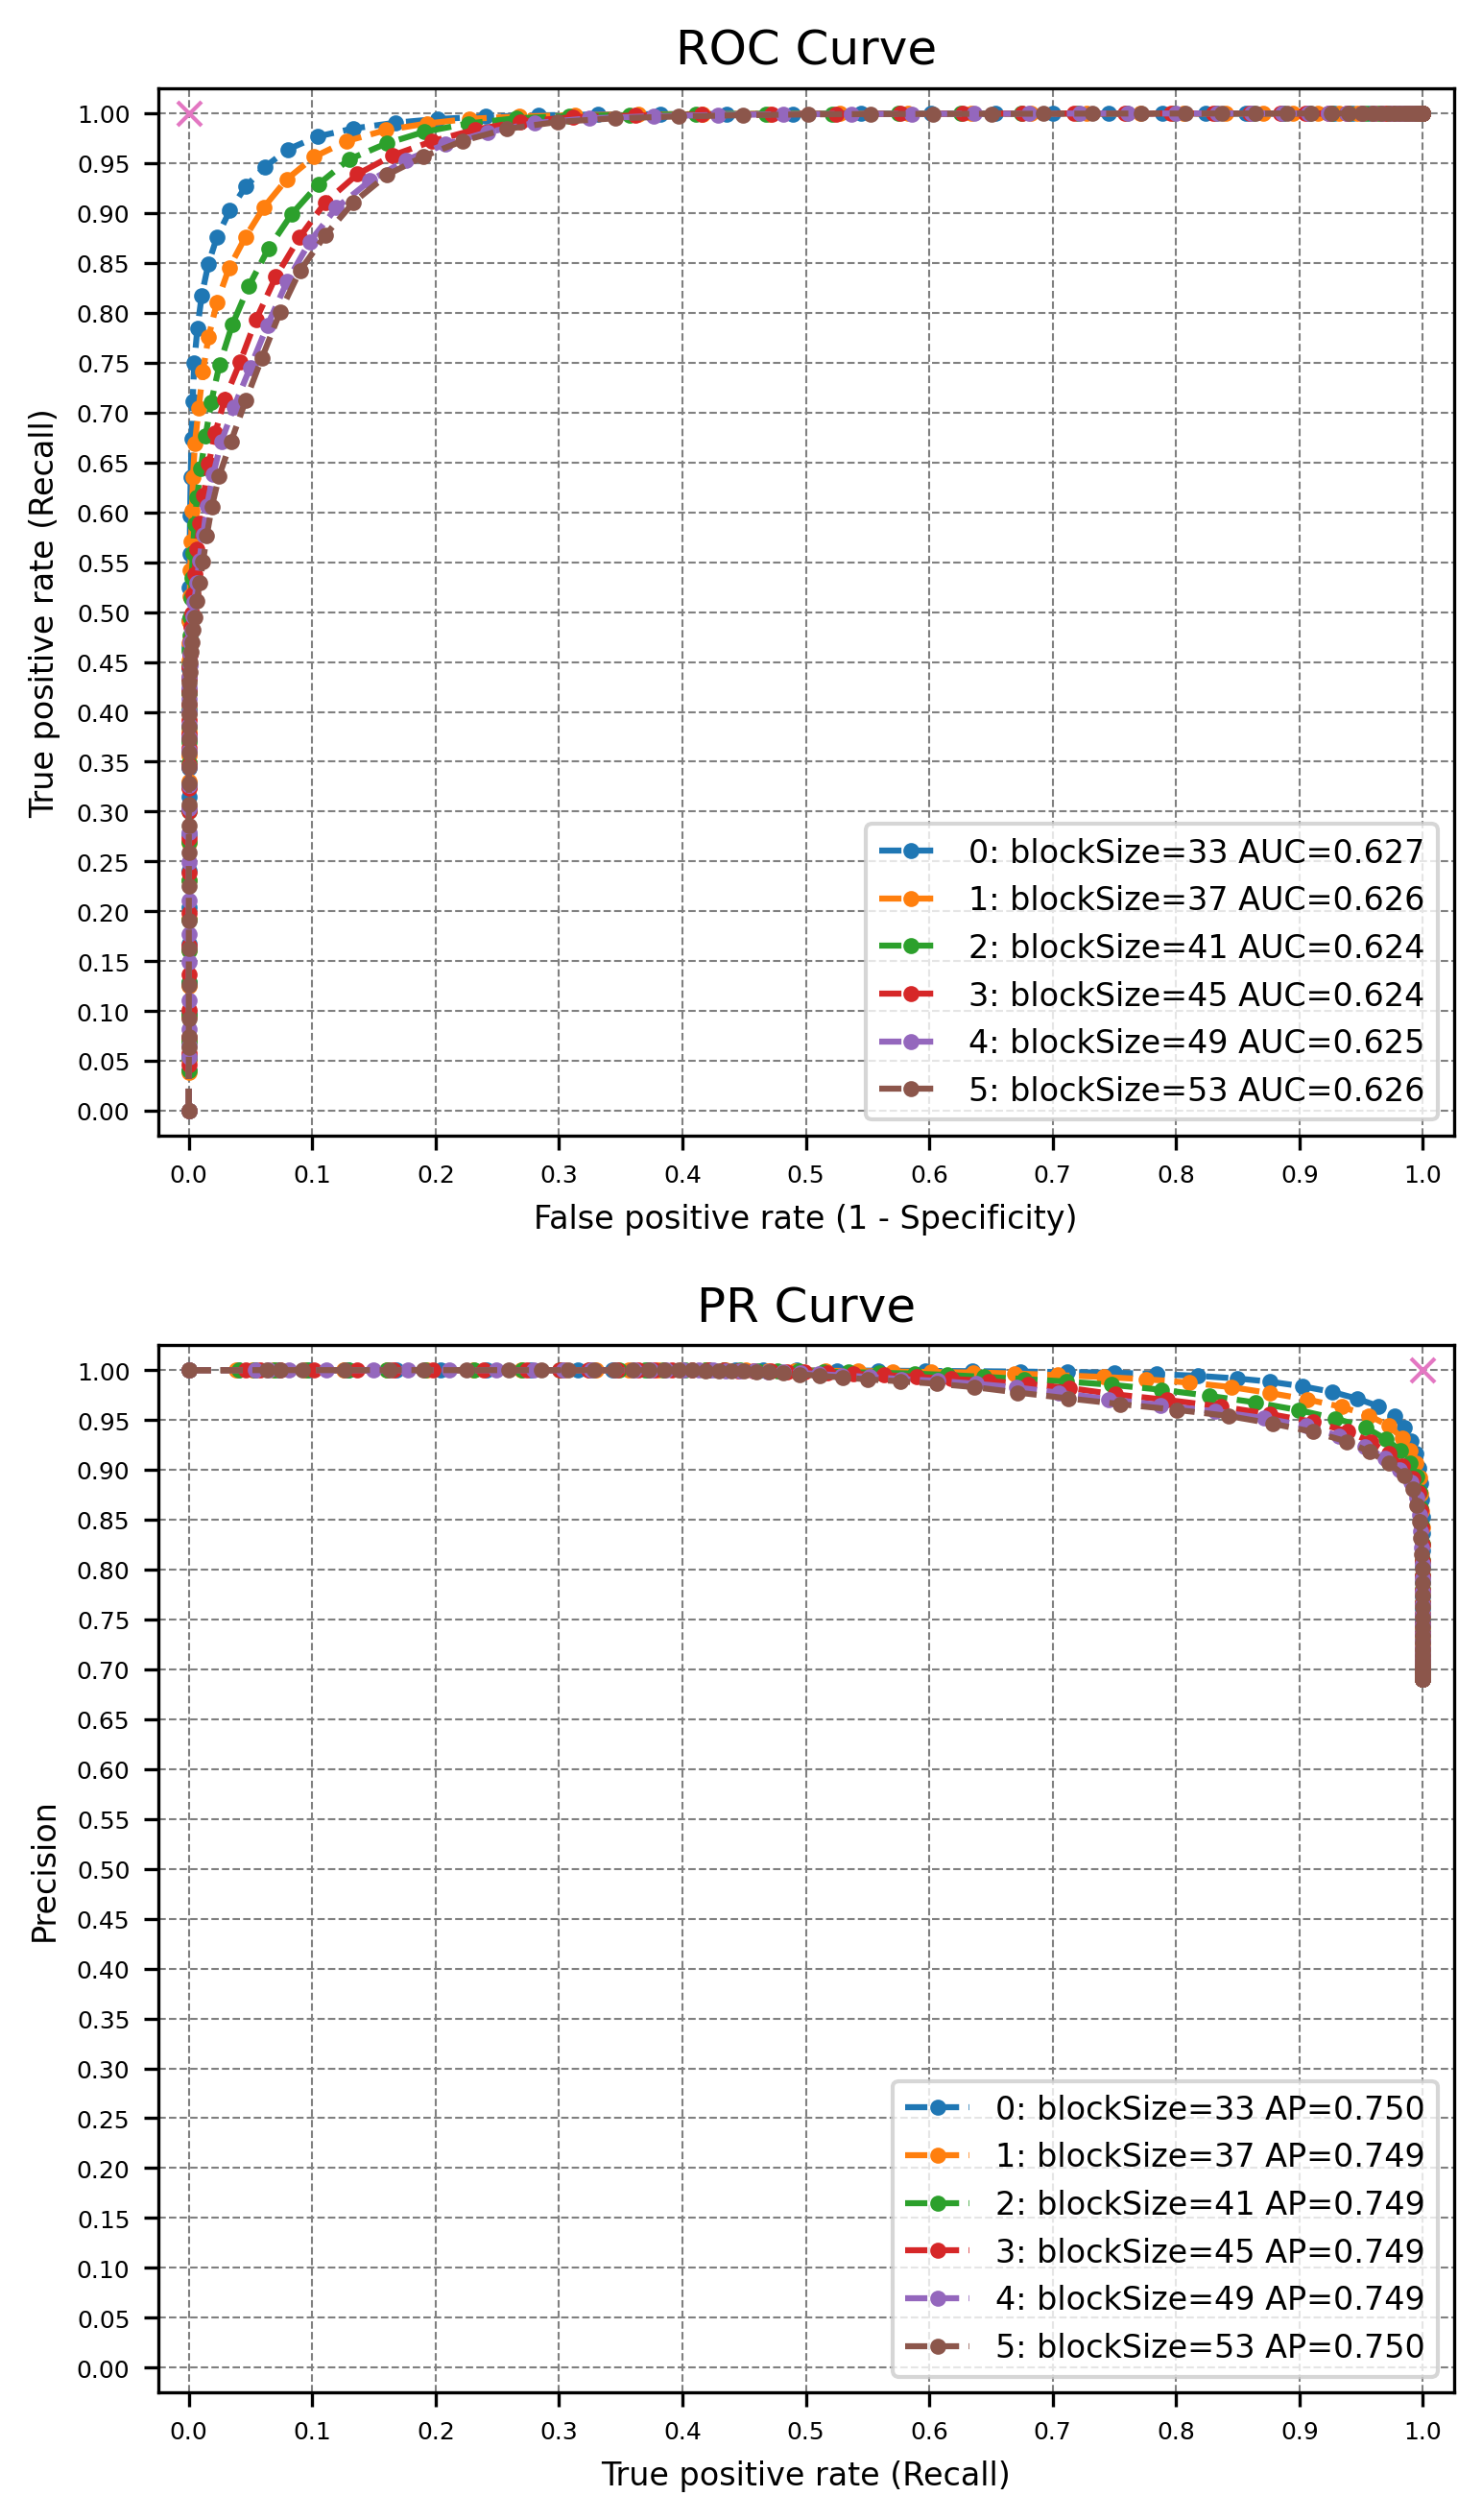 ROC Curve
1.00
0.95
0.90
0.85
0.80
0.75
0.70
0.65
0.60
0.55
0.50
0.45
0.40
0.35
0.30
0.25
0.20
0.15
0.10
0.05
0.00
True positive rate (Recall)
0: blockSize=33 AUC=0.627
1: blockSize=37 AUC=0.626
2: blockSize=41 AUC=0.624
3: blockSize=45 AUC=0.624
4: blockSize=49 AUC=0.625
5: blockSize=53 AUC=0.626
0.0 0.1 0.2 0.3 0.4 0.5 0.6 0.7 0.8 0.9 1.0
False positive rate (1 - Specificity)
PR Curve
1.00
0.95
0.90
0.85
0.80
0.75
0.70
0.65
0.60
0.55
0.50
0.45
0.40
0.35
0.30
0.25
0.20
0.15
0.10
0.05
0.00
Precision
0: blockSize=33 AP=0.750
1: blockSize=37 AP=0.749
2: blockSize=41 AP=0.749
3: blockSize=45 AP=0.749
4: blockSize=49 AP=0.749
5: blockSize=53 AP=0.750
0.0 0.1 0.2 0.3 0.4 0.5 0.6 0.7 0.8 0.9 1.0
True positive rate (Recall)